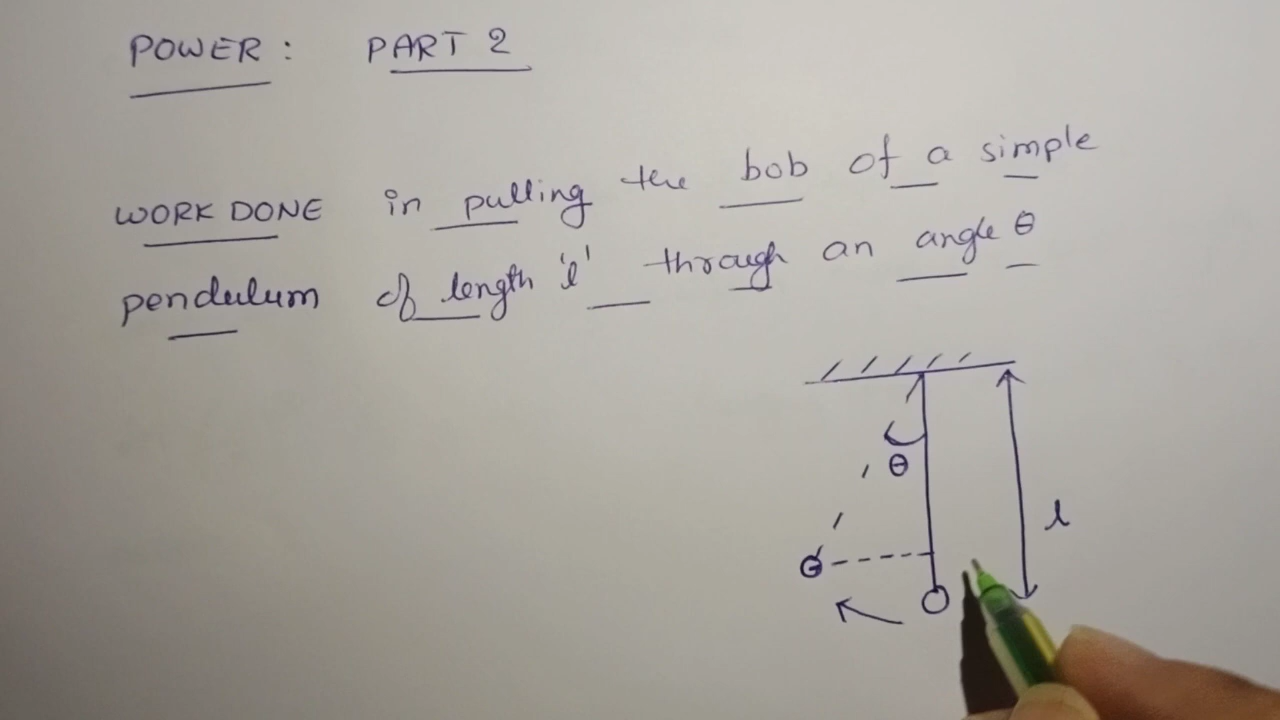 POWER: PART 2
WORK DONE in pulling the bob of a simple
pendulum of length 'l' through an angle θ
θ
l